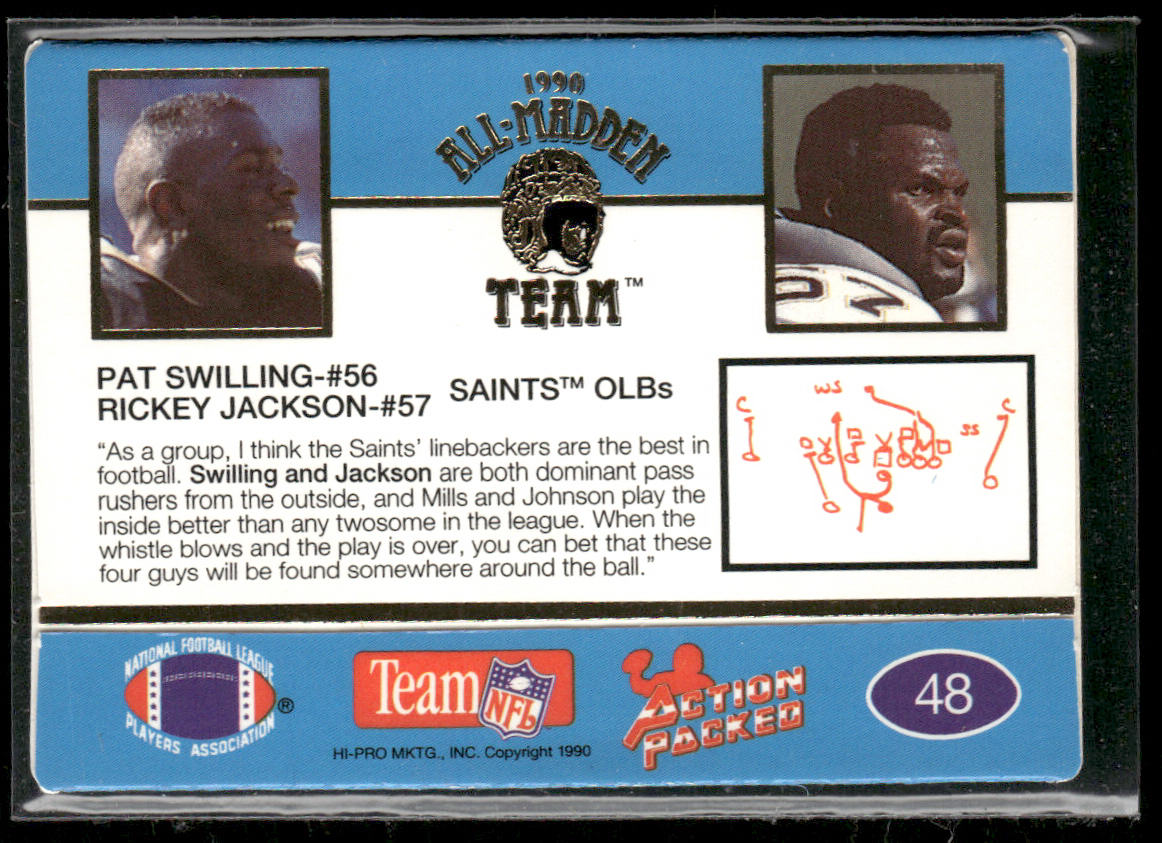 1990
ALL-MADDEN
TEAM™
PAT SWILLING-#56
RICKEY JACKSON-#57
SAINTS™ OLBs
“As a group, I think the Saints’ linebackers are the best in
football. Swilling and Jackson are both dominant pass
rushers from the outside, and Mills and Johnson play the
inside better than any twosome in the league. When the
whistle blows and the play is over, you can bet that these
four guys will be found somewhere around the ball.”
WS
C
C
SS
NATIONAL FOOTBALL LEAGUE
PLAYERS ASSOCIATION
®
Team NFL
HI-PRO MKTG., INC. Copyright 1990
ACTION
PACKED
48